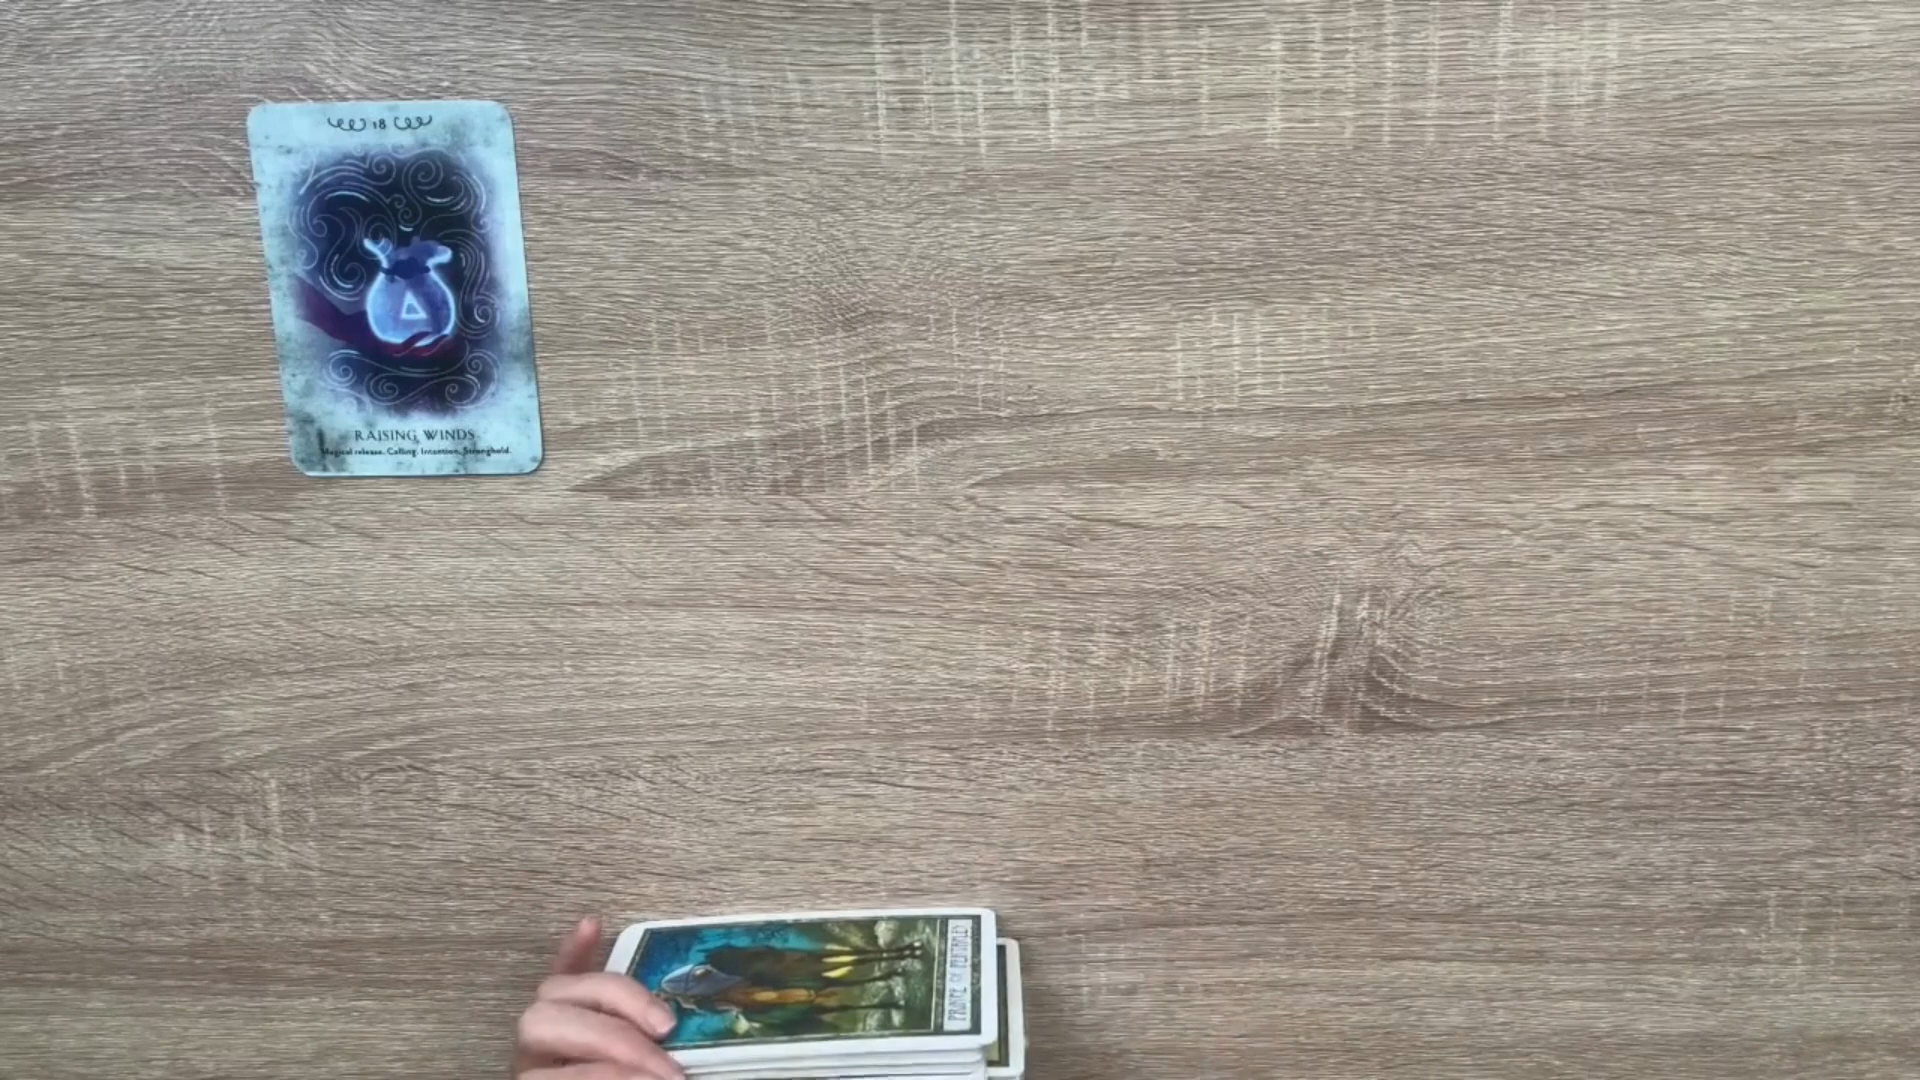 18
RAISING WINDS
Magical release. Calling. Intention. Stronghold.
PRINCE OF PENTACLES